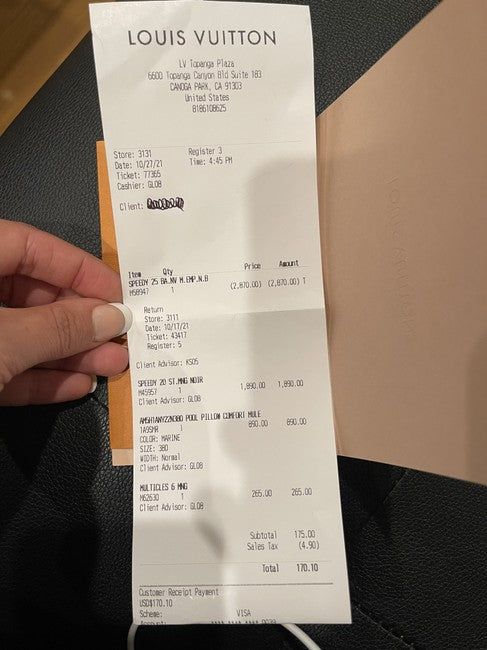 LOUIS VUITTON
LV Topanga Plaza
6600 Topanga Canyon Bld Suite 183
CANOGA PARK, CA 91303
United States
8186108625
Store: 3131 Register 3
Date: 10/27/21 Time: 4:45 PM
Ticket: 77365
Cashier: GL08
Client:
Item Qty Price Amount
SPEEDY 25 BA.NV M.EMP.N.B
M58947 1 (2,870.00) (2,870.00) T
Return
Store: 3111
Date: 10/17/21
Ticket: 43417
Register: 5
Client Advisor: KS05
SPEEDY 20 ST.MNG NOIR 1,890.00 1,890.00
M45957 1
Client Advisor: GL08
POOL PILLOW COMFORT MULE
1A9SMR 1 890.00 890.00
COLOR: MARINE
SIZE: 380
WIDTH: Normal
Client Advisor: GL08
MULTICLES 6 MNG 265.00 265.00
M62630 1
Client Advisor: GL08
Subtotal 175.00
Sales Tax (4.90)
Total 170.10
Customer Receipt Payment
USD$170.10
Scheme: VISA